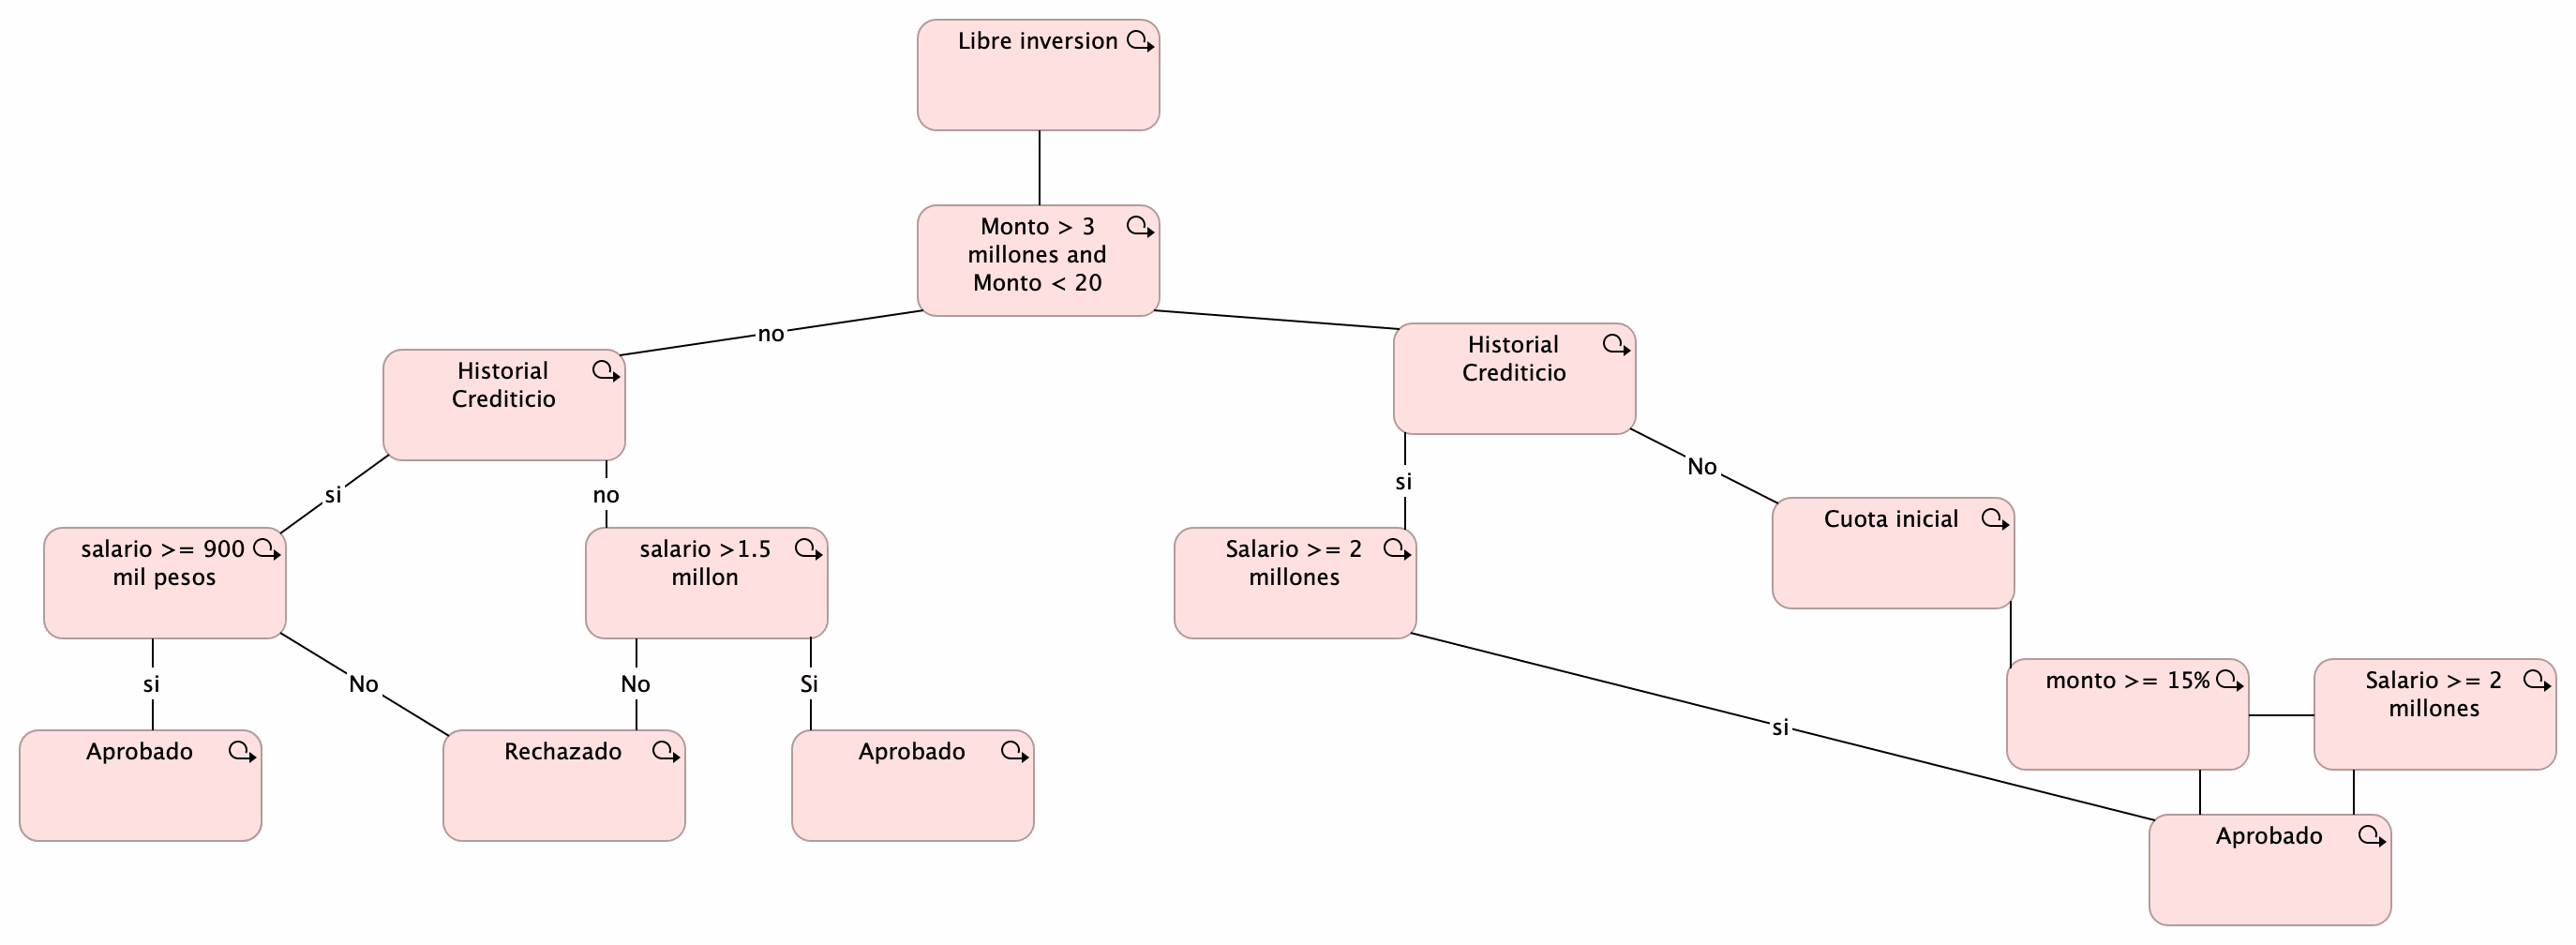 Libre inversion
Monto > 3
millones and
Monto < 20
no
Historial
Crediticio
Historial
Crediticio
si
no
si
No
salario >= 900
mil pesos
salario >1.5
millon
Salario >= 2
millones
Cuota inicial
si
No
No
Si
si
monto >= 15%
Salario >= 2
millones
Aprobado
Rechazado
Aprobado
Aprobado